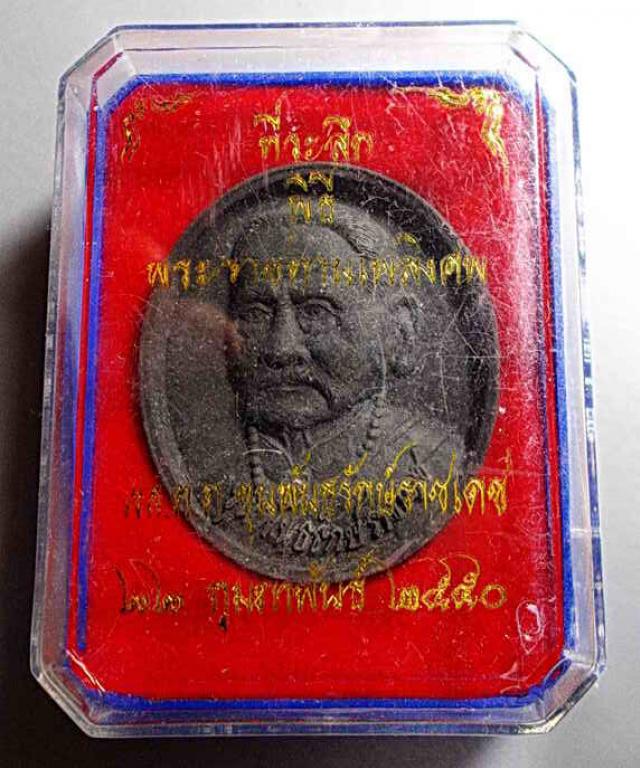 ที่ระลึก
พิธี
พระราชทานเพลิงศพ
พล.ต.ต. ขุนพันธรักษ์ราชเดช
๒๒ กุมภาพันธ์ ๒๕๕๐